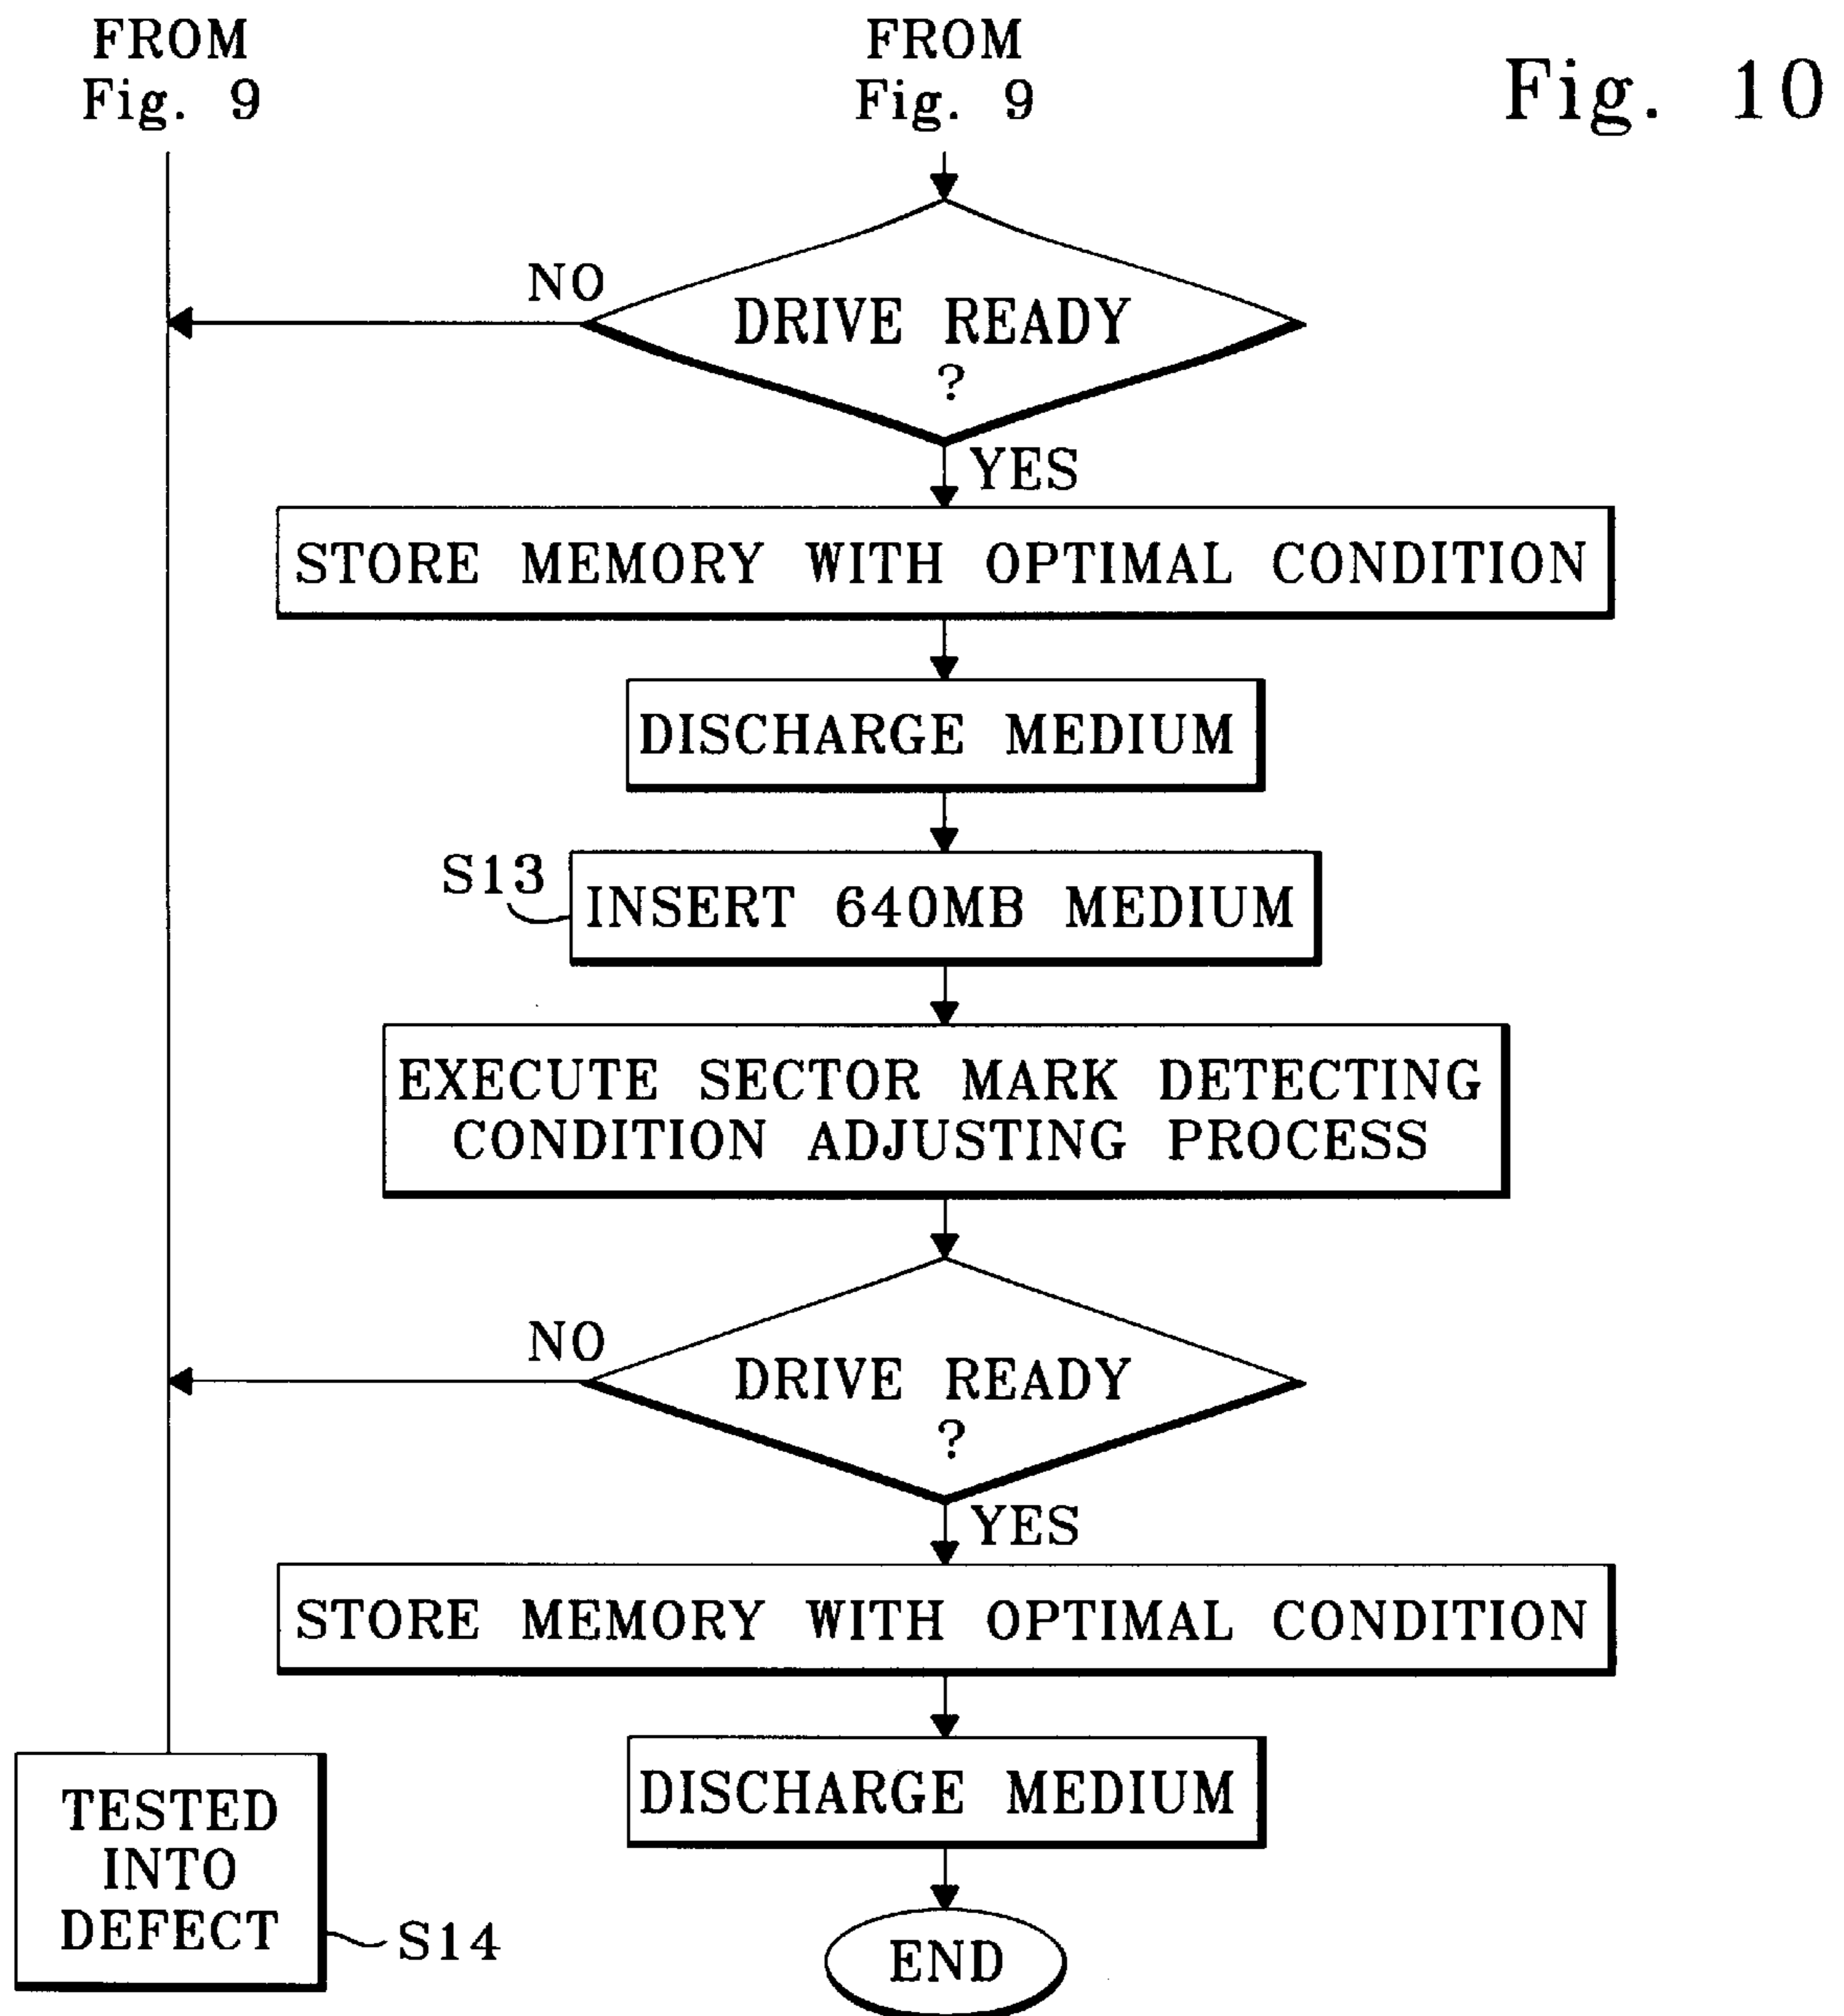 FROM
Fig. 9
FROM
Fig. 9
Fig. 10
NO
DRIVE READY
?
YES
STORE MEMORY WITH OPTIMAL CONDITION
DISCHARGE MEDIUM
S13
INSERT 640MB MEDIUM
EXECUTE SECTOR MARK DETECTING
CONDITION ADJUSTING PROCESS
NO
DRIVE READY
?
YES
STORE MEMORY WITH OPTIMAL CONDITION
DISCHARGE MEDIUM
TESTED
INTO
DEFECT
S14
END